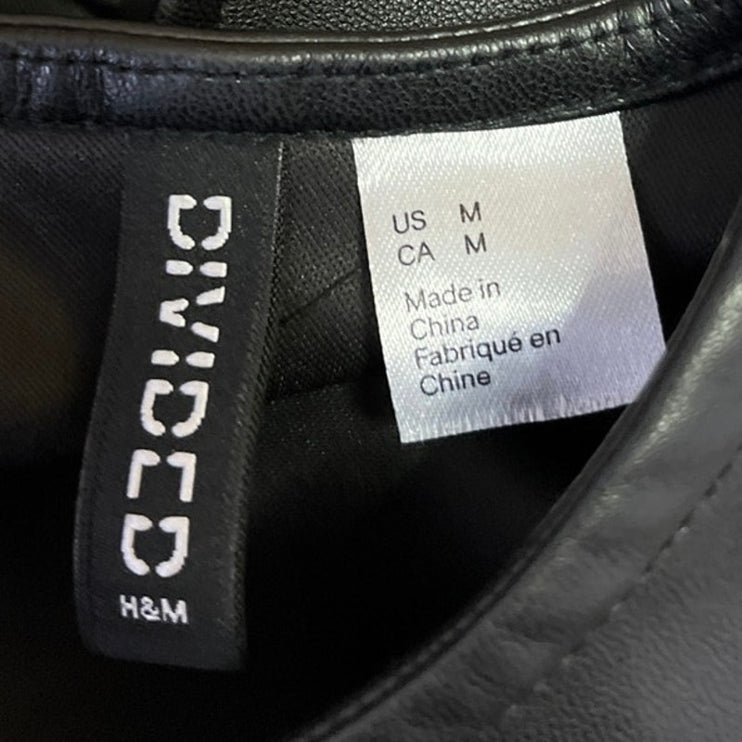 DIVIDED
H&M
US M
CA M
Made in
China
Fabriqué en
Chine